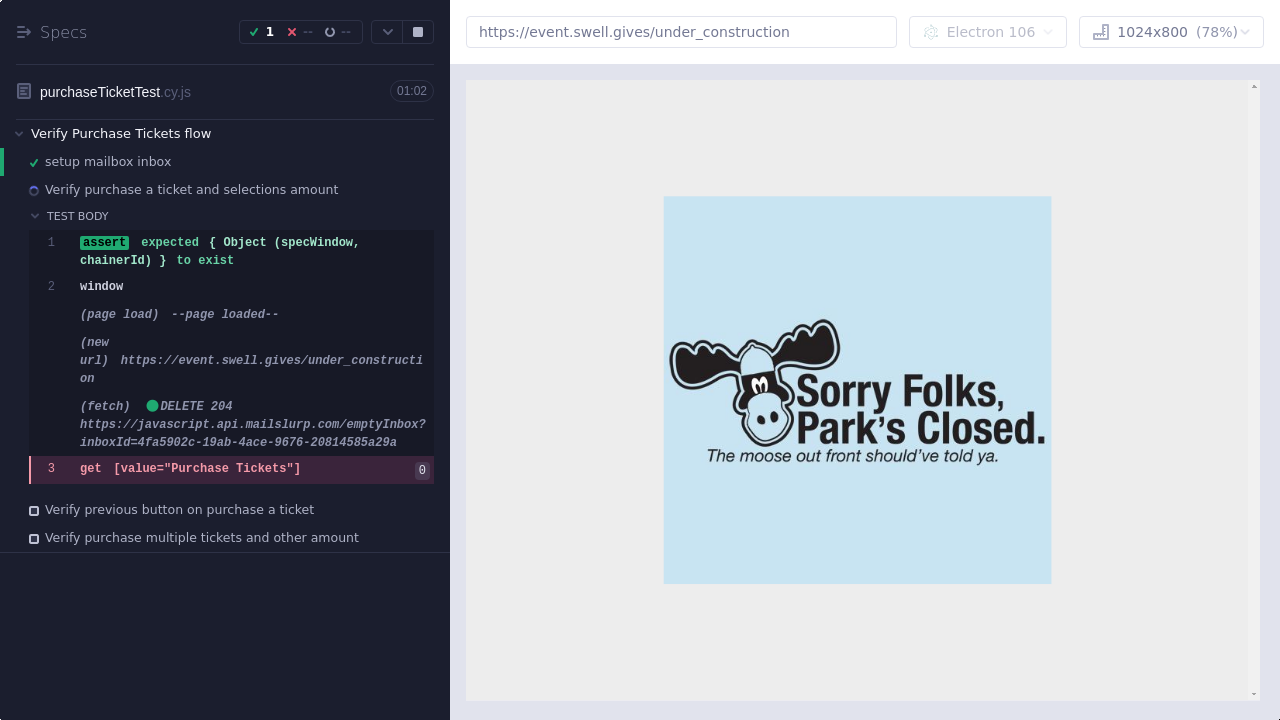 Specs
1
--
--
https://event.swell.gives/under_construction
Electron 106
1024x800 (78%)
purchaseTicketTest.cy.js
01:02
Verify Purchase Tickets flow
setup mailbox inbox
Verify purchase a ticket and selections amount
TEST BODY
1 assert expected { Object (specWindow,
chainerId) } to exist
2 window
(page load) --page loaded--
(new
url) https://event.swell.gives/under_constructi
on
(fetch) DELETE 204
https://javascript.api.mailslurp.com/emptyInbox?
inboxId=4fa5902c-19ab-4ace-9676-20814585a29a
3 get [value="Purchase Tickets"] 0
Verify previous button on purchase a ticket
Verify purchase multiple tickets and other amount
Sorry Folks,
Park's Closed.
The moose out front should've told ya.